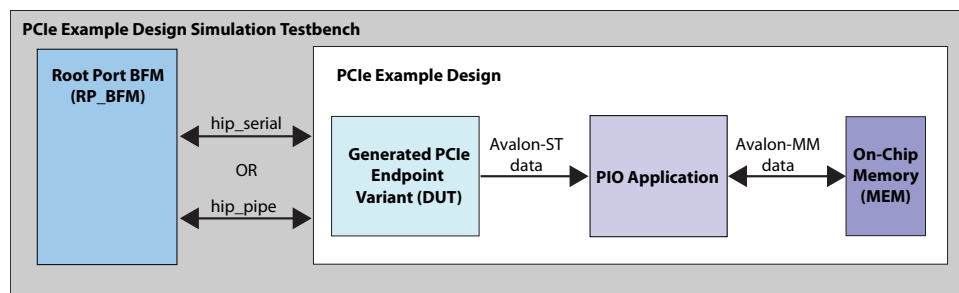 PCIe Example Design Simulation Testbench
Root Port BFM
(RP_BFM)
hip_serial
OR
hip_pipe
PCIe Example Design
Generated PCIe
Endpoint
Variant (DUT)
Avalon-ST
data
PIO Application
Avalon-MM
data
On-Chip
Memory
(MEM)